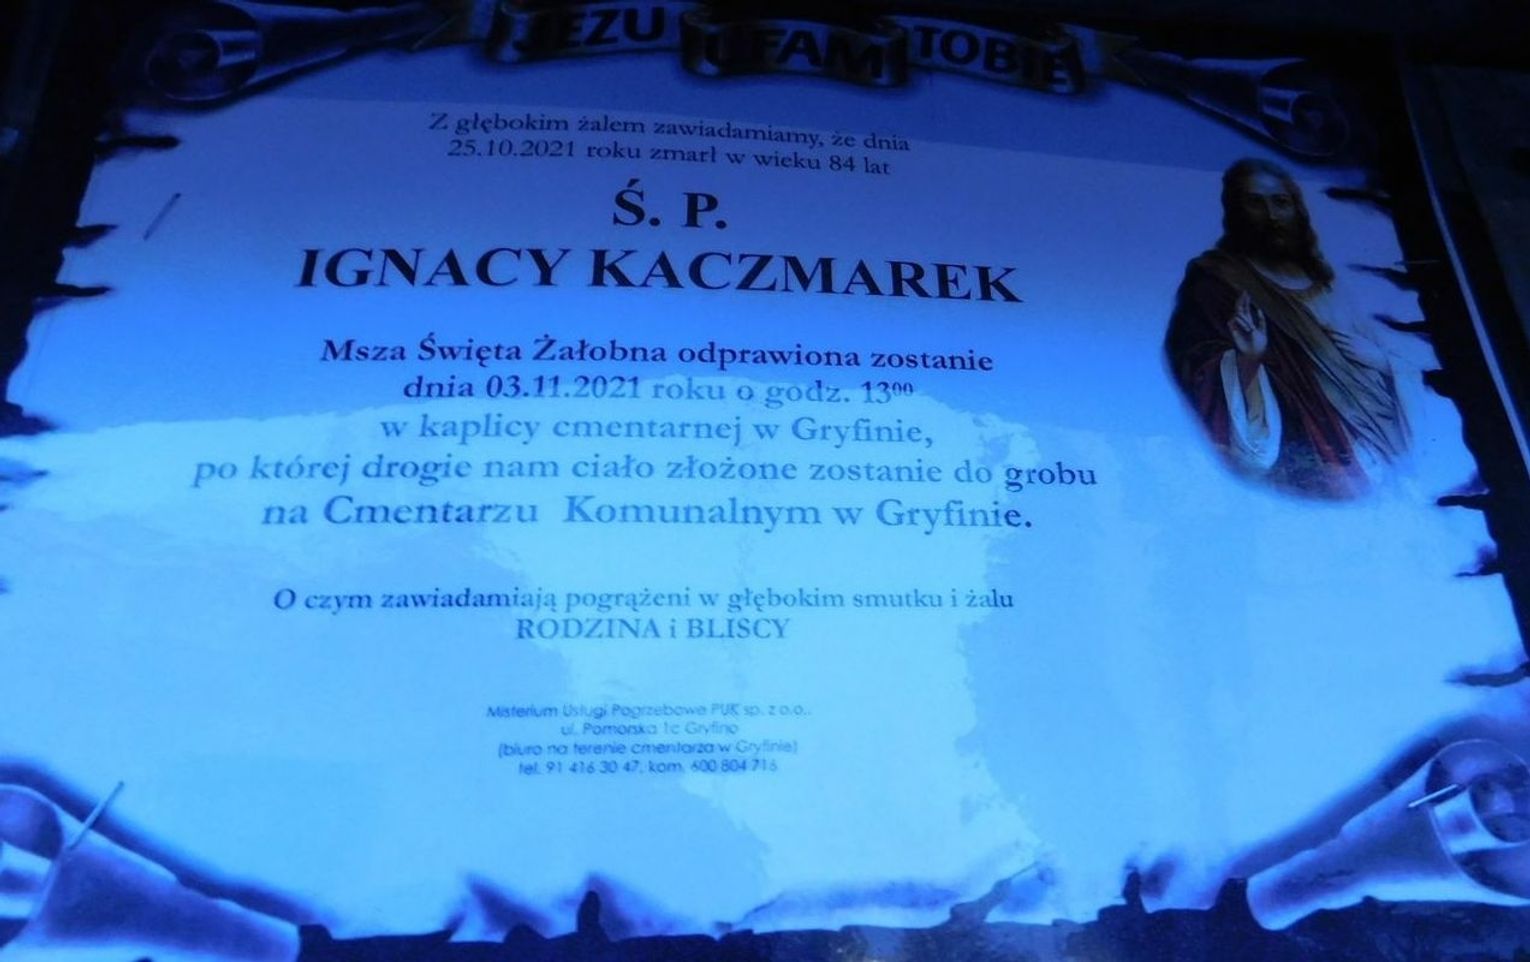 JEZU UFAM TOBIE
Z głębokim żalem zawiadamiamy, że dnia
25.10.2021 roku zmarł w wieku 84 lat
Ś. P.
IGNACY KACZMAREK
Msza Święta Żałobna odprawiona zostanie
dnia 03.11.2021 roku o godz. 13⁰⁰
w kaplicy cmentarnej w Gryfinie,
po której drogie nam ciało złożone zostanie do grobu
na Cmentarzu Komunalnym w Gryfinie.
O czym zawiadamiają pogrążeni w głębokim smutku i żalu
RODZINA i BLISCY
Misterium Usługi Pogrzebowe PUK sp. z o.o.
ul. Pomorska 1c Gryfino
(biuro na terenie cmentarza w Gryfinie)
tel. 91 416 30 47, kom. 600 804 716